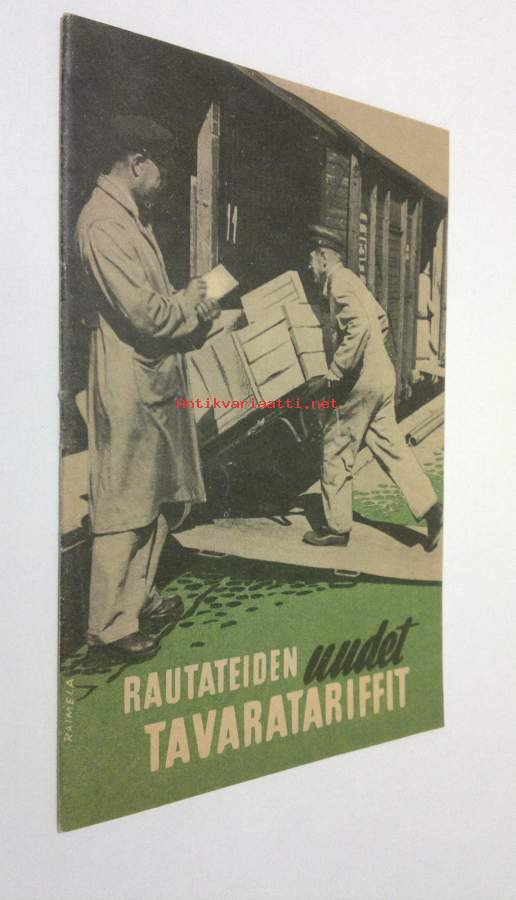 Antikvariaatti.net
RAUTATEIDEN uudet
TAVARATARIFFIT
RAIMELA